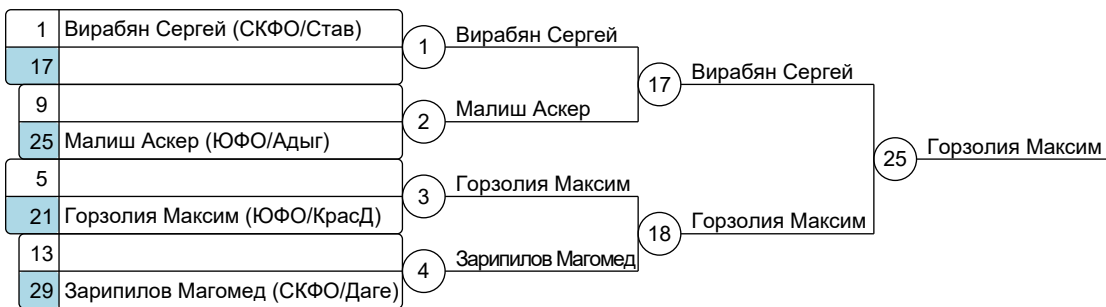 1 Вирабян Сергей (СКФО/Став)
17
9
25 Малиш Аскер (ЮФО/Адыг)
5
21 Горзолия Максим (ЮФО/КрасД)
13
29 Зарипилов Магомед (СКФО/Даге)
1 Вирабян Сергей
2 Малиш Аскер
3 Горзолия Максим
4 Зарипилов Магомед
17 Вирабян Сергей
18 Горзолия Максим
25 Горзолия Максим